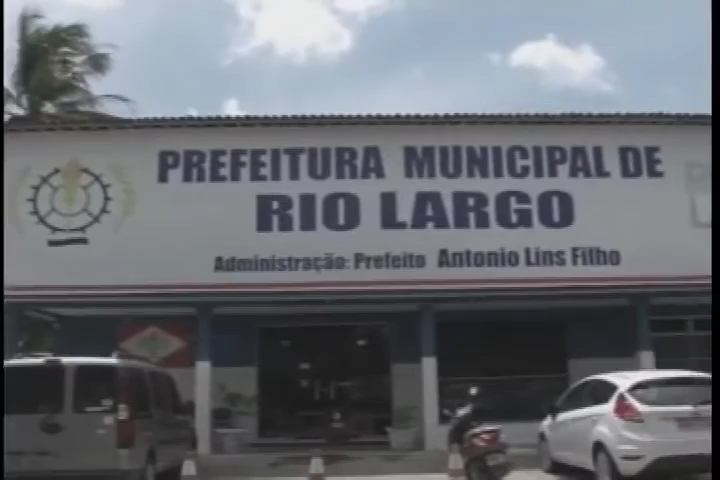 PREFEITURA MUNICIPAL DE
RIO LARGO
Administração: Prefeito Antonio Lins Filho